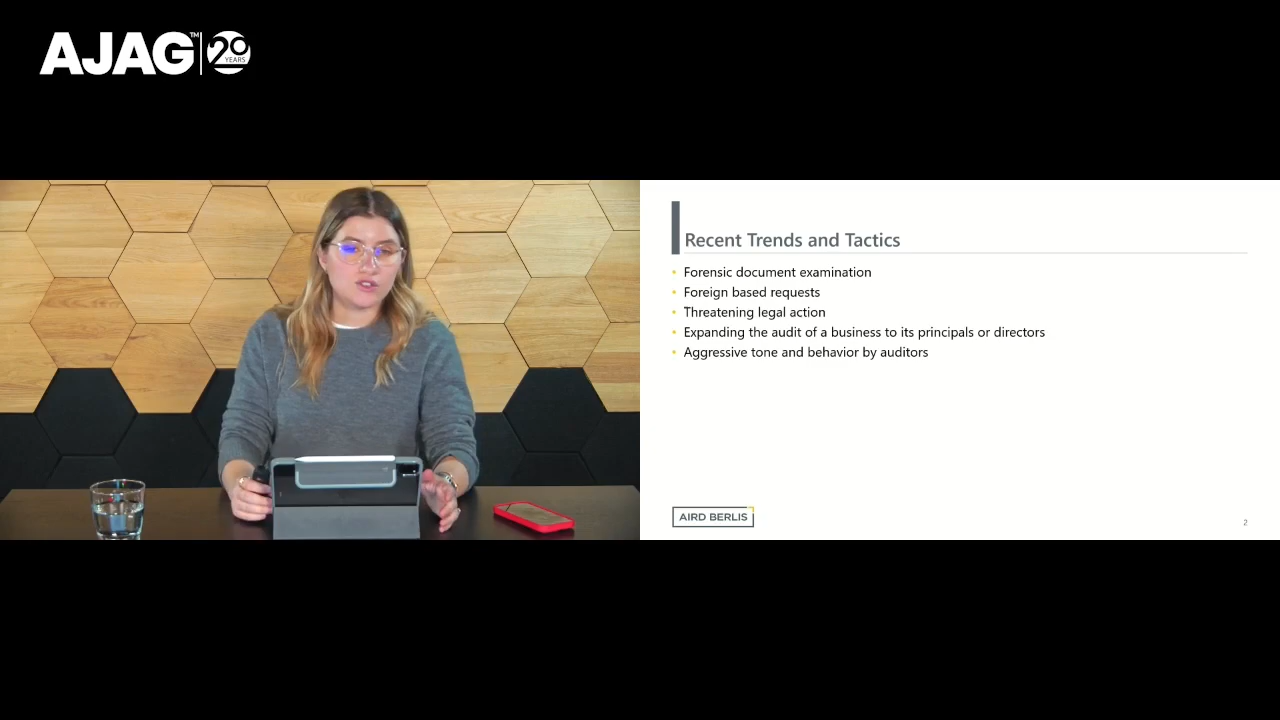 AJAG™ 20
YEARS
Recent Trends and Tactics
• Forensic document examination
• Foreign based requests
• Threatening legal action
• Expanding the audit of a business to its principals or directors
• Aggressive tone and behavior by auditors
AIRD BERLIS
2